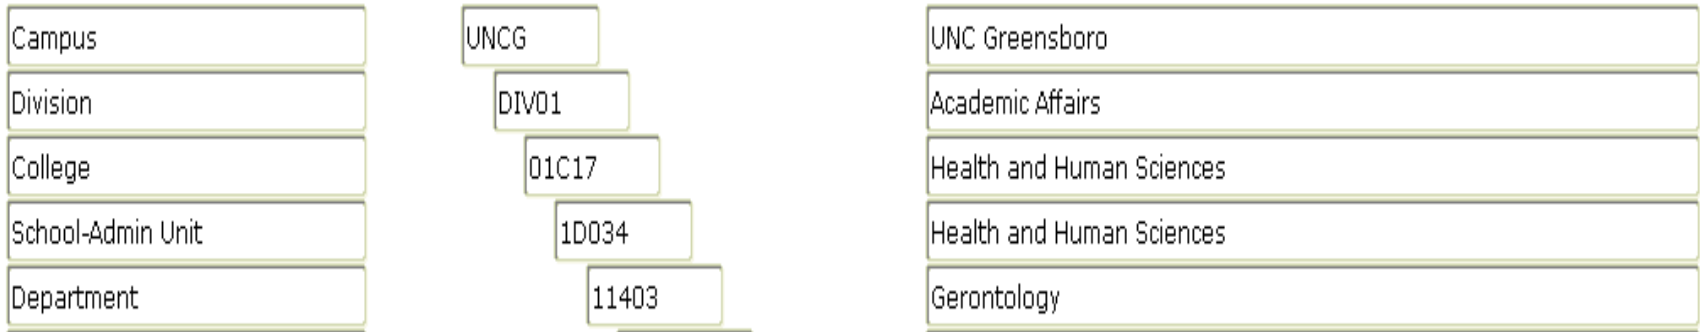 Campus UNCG UNC Greensboro
Division DIV01 Academic Affairs
College 01C17 Health and Human Sciences
School-Admin Unit 1D034 Health and Human Sciences
Department 11403 Gerontology